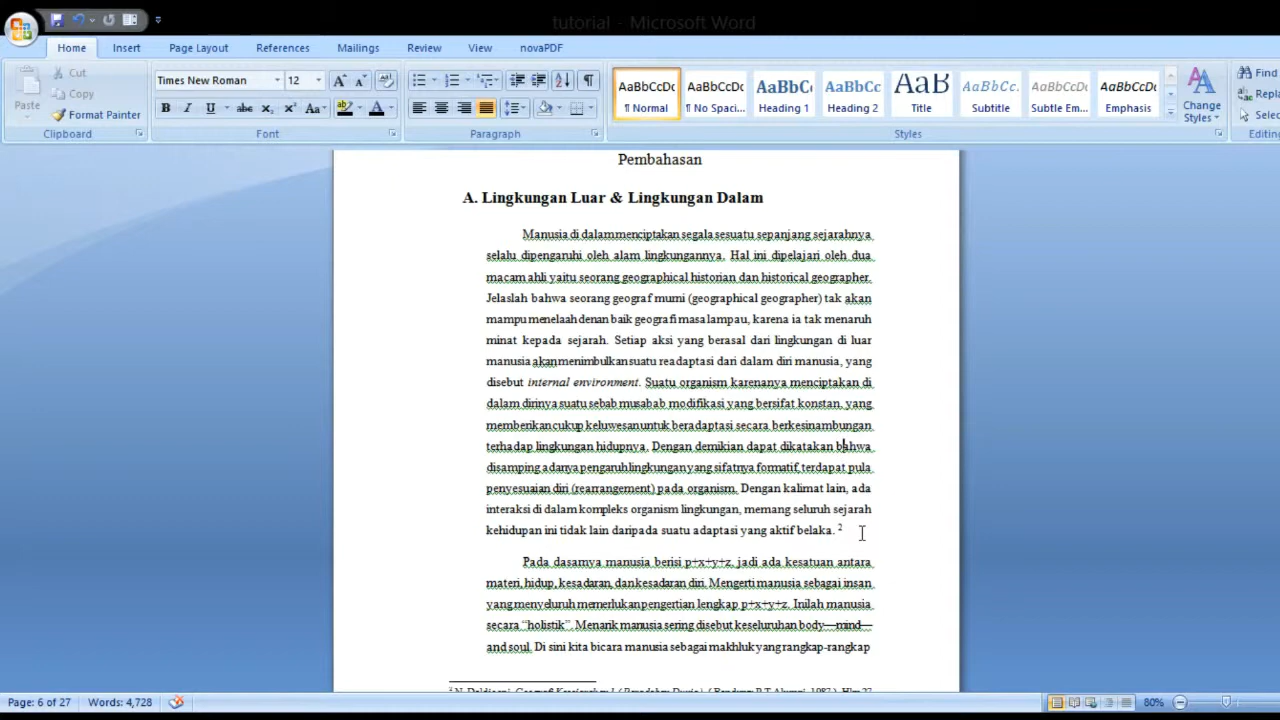 tutorial - Microsoft Word
Home Insert Page Layout References Mailings Review View novaPDF
Cut
Copy
Paste
Format Painter
Times New Roman 12
AaBbCcDc AaBbCcDc AaBbC AaBbCc AaB AaBbCc. AaBbCcDc AaBbCcDc
¶ Normal ¶ No Spaci... Heading 1 Heading 2 Title Subtitle Subtle Em... Emphasis
Change Styles
Find
Repla
Selec
Clipboard Font Paragraph Styles Editing
Pembahasan
A. Lingkungan Luar & Lingkungan Dalam
Manusia di dalam menciptakan segala sesuatu sepanjang sejarahnya
selalu dipengaruhi oleh alam lingkungannya. Hal ini dipelajari oleh dua
macam ahli yaitu seorang geographical historian dan historical geographer.
Jelaslah bahwa seorang geograf murni (geographical geographer) tak akan
mampu menelaah denan baik geografi masa lampau, karena ia tak menaruh
minat kepada sejarah. Setiap aksi yang berasal dari lingkungan di luar
manusia akan menimbulkan suatu readaptasi dari dalam diri manusia, yang
disebut internal environment. Suatu organism karenanya menciptakan di
dalam dirinya suatu sebab musabab modifikasi yang bersifat konstan, yang
memberikan cukup keluwesan untuk beradaptasi secara berkesinambungan
terhadap lingkungan hidupnya. Dengan demikian dapat dikatakan bahwa
disamping adanya pengaruh lingkungan yang sifatnya formatif, terdapat pula
penyesuaian diri (rearrangement) pada organism. Dengan kalimat lain, ada
interaksi di dalam kompleks organism lingkungan, memang seluruh sejarah
kehidupan ini tidak lain daripada suatu adaptasi yang aktif belaka. 2
Pada dasarnya manusia berisi p+x+y+z, jadi ada kesatuan antara
materi, hidup, kesadaran, dan kesadaran diri. Mengerti manusia sebagai insan
yang menyeluruh memerlukan pengertian lengkap p+x+y+z. Inilah manusia
secara “holistik”. Menarik manusia sering disebut keseluruhan body—mind—
and soul. Di sini kita bicara manusia sebagai makhluk yang rangkap-rangkap
Page: 6 of 27 Words: 4,728 80%